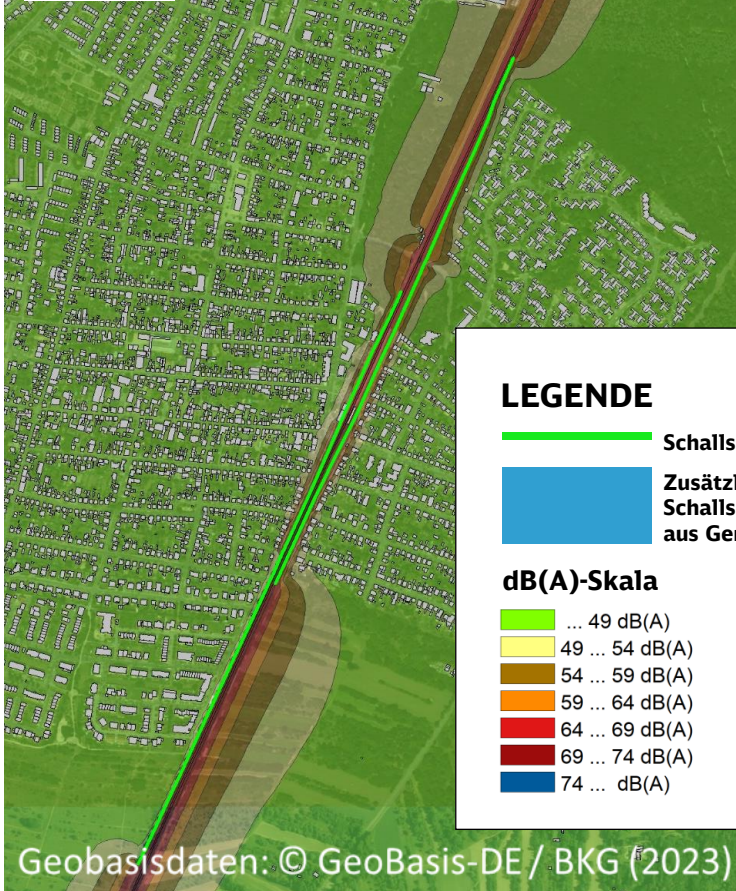 LEGENDE
Schalls
Zusätzl
Schalls
aus Ger
dB(A)-Skala
... 49 dB(A)
49 ... 54 dB(A)
54 ... 59 dB(A)
59 ... 64 dB(A)
64 ... 69 dB(A)
69 ... 74 dB(A)
74 ... dB(A)
Geobasisdaten: © GeoBasis-DE / BKG (2023)